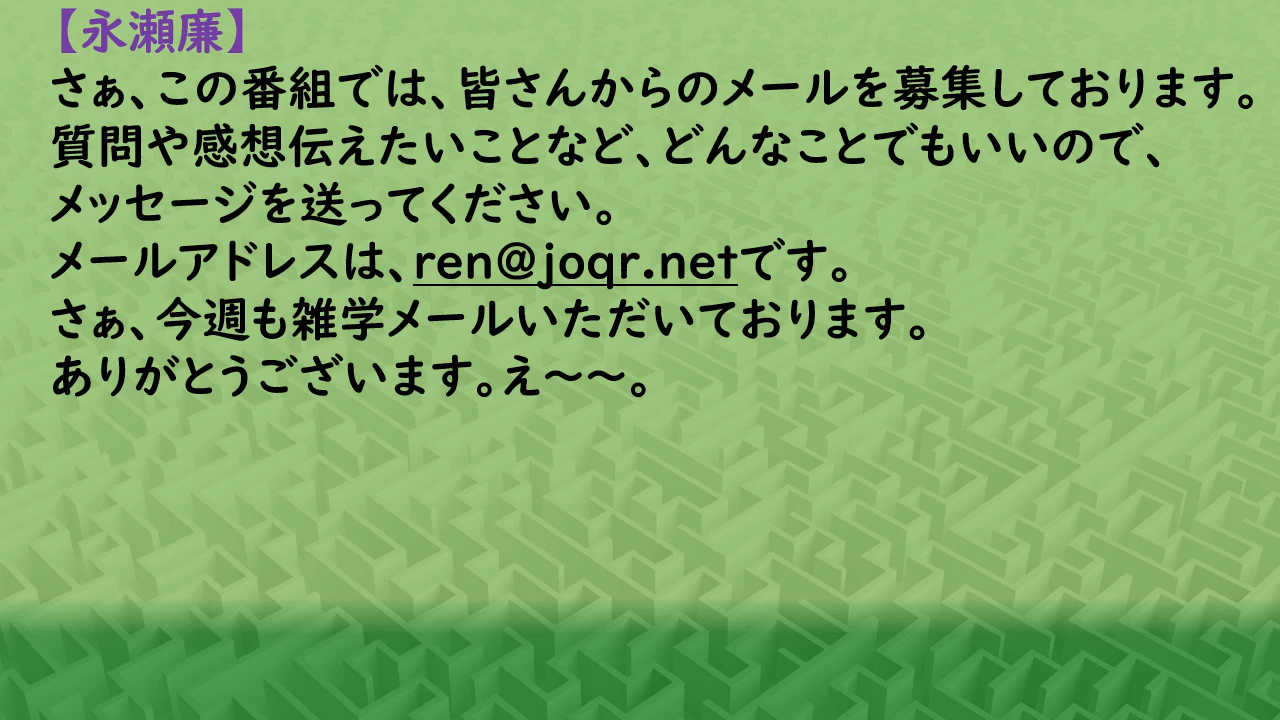 【永瀬廉】
さぁ、この番組では、皆さんからのメールを募集しております。
質問や感想伝えたいことなど、どんなことでもいいので、
メッセージを送ってください。
メールアドレスは、ren@joqr.netです。
さぁ、今週も雑学メールいただいております。
ありがとうございます。え～～。